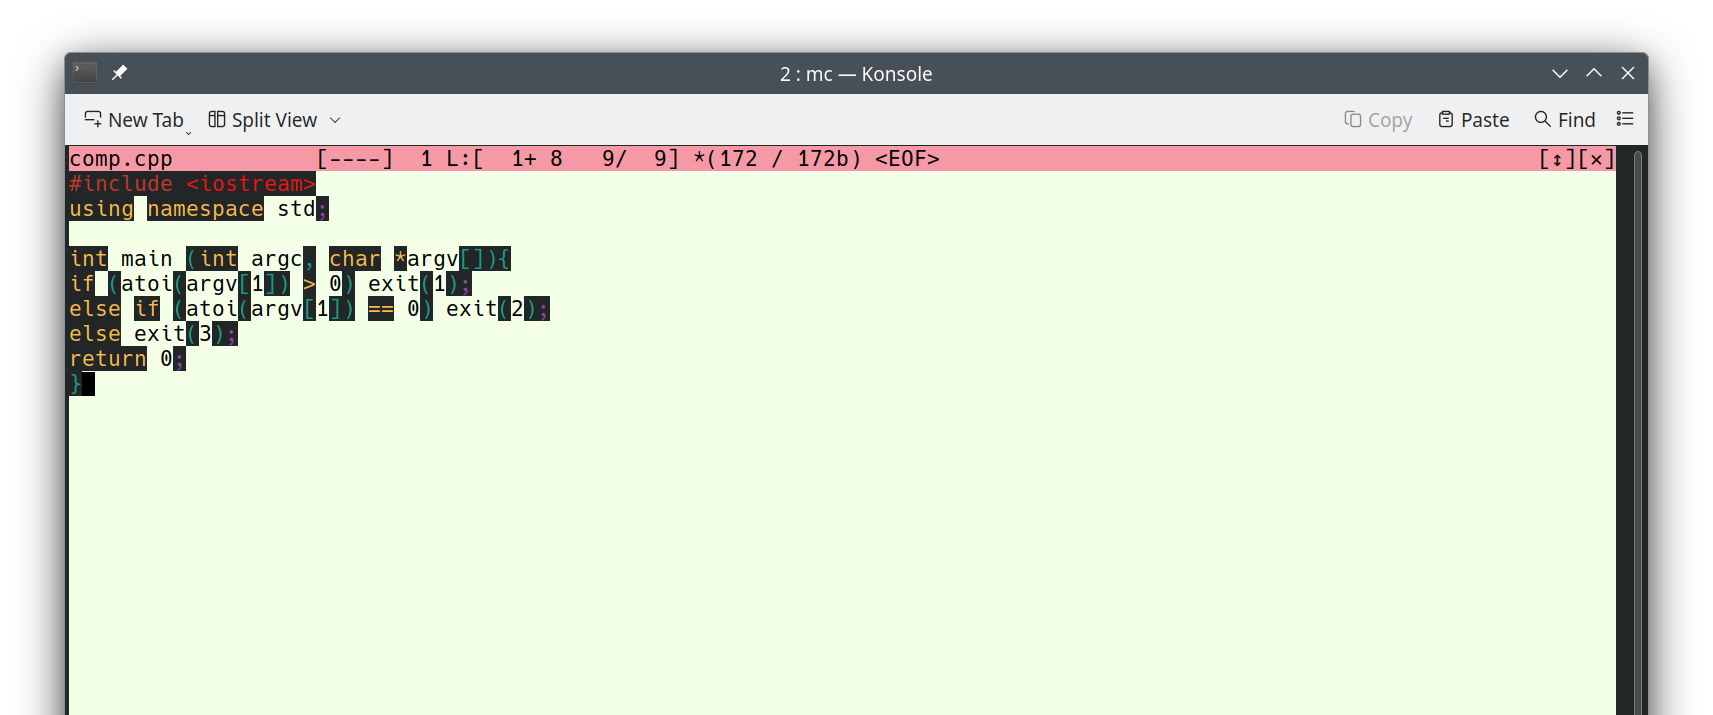 2 : mc — Konsole
New Tab Split View Copy Paste Find
comp.cpp [----] 1 L:[ 1+ 8 9/ 9] *(172 / 172b) <EOF> [↕][×]
#include <iostream>
using namespace std;
int main (int argc, char *argv[]){
if (atoi(argv[1]) > 0) exit(1);
else if (atoi(argv[1]) == 0) exit(2);
else exit(3);
return 0;
}